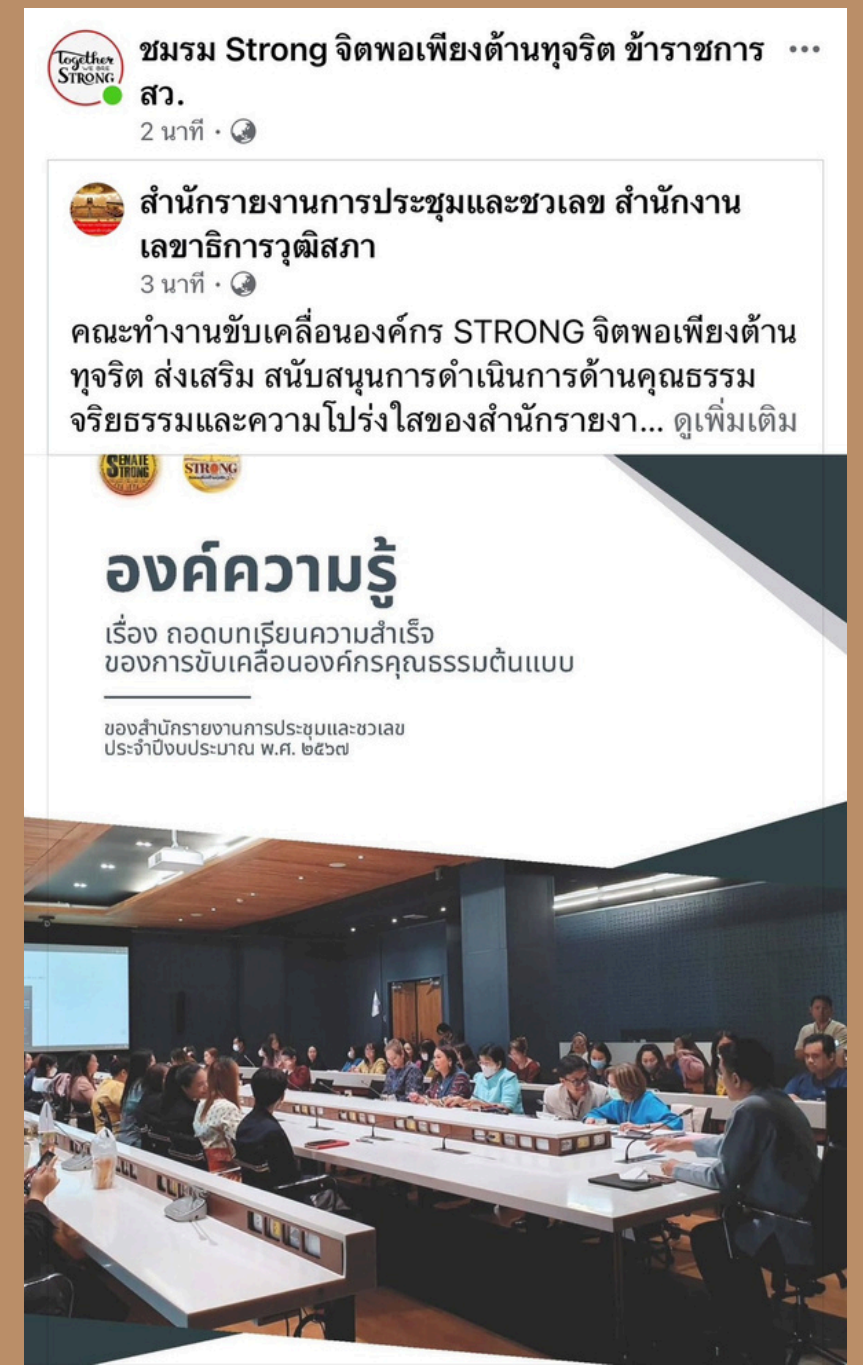 Together
WE ARE
STRONG
ชมรม Strong จิตพอเพียงต้านทุจริต ข้าราชการ
สว.
2 นาที
สำนักรายงานการประชุมและชวเลข สำนักงาน
เลขาธิการวุฒิสภา
3 นาที
คณะทำงานขับเคลื่อนองค์กร STRONG จิตพอเพียงต้าน
ทุจริต ส่งเสริม สนับสนุนการดำเนินการด้านคุณธรรม
จริยธรรมและความโปร่งใสของสำนักรายงา... ดูเพิ่มเติม
SENATE
STRONG
STRONG
องค์ความรู้
เรื่อง ถอดบทเรียนความสำเร็จ
ของการขับเคลื่อนองค์กรคุณธรรมต้นแบบ
ของสำนักรายงานการประชุมและชวเลข
ประจำปีงบประมาณ พ.ศ. ๒๕๖๗